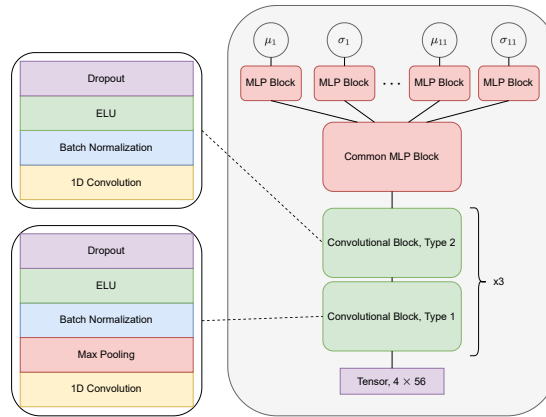 Dropout
ELU
Batch Normalization
1D Convolution
Dropout
ELU
Batch Normalization
Max Pooling
1D Convolution
μ₁ σ₁ μ₁₁ σ₁₁
MLP Block MLP Block ... MLP Block MLP Block
Common MLP Block
Convolutional Block, Type 2
x3
Convolutional Block, Type 1
Tensor, 4 × 56